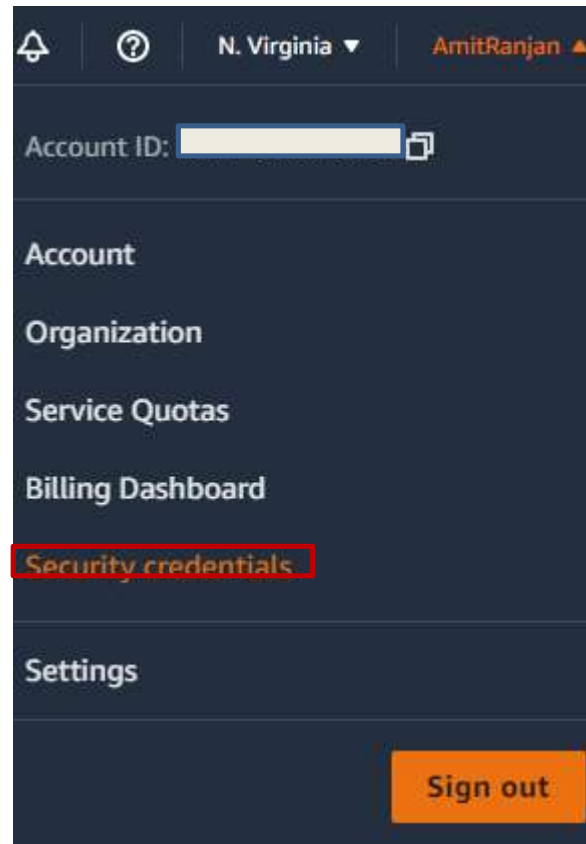 N. Virginia ▼ AmitRanjan ▲
Account ID:
Account
Organization
Service Quotas
Billing Dashboard
Security credentials
Settings
Sign out